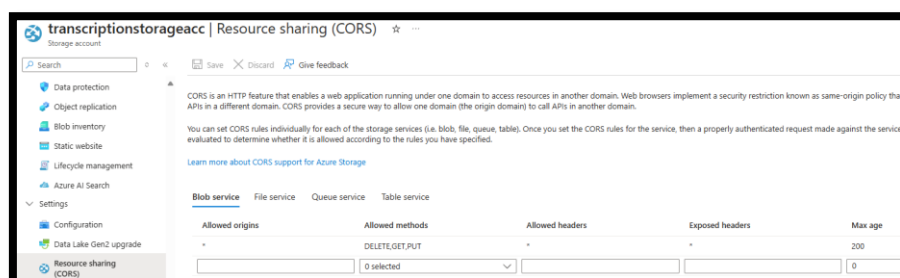 transcriptionstorageacc | Resource sharing (CORS)
Storage account
Search
Save Discard Give feedback
Data protection
Object replication
Blob inventory
Static website
Lifecycle management
Azure AI Search
Settings
Configuration
Data Lake Gen2 upgrade
Resource sharing
(CORS)
CORS is an HTTP feature that enables a web application running under one domain to access resources in another domain. Web browsers implement a security restriction known as same-origin policy tha
APIs in a different domain. CORS provides a secure way to allow one domain (the origin domain) to call APIs in another domain.
You can set CORS rules individually for each of the storage services (i.e. blob, file, queue, table). Once you set the CORS rules for the service, then a properly authenticated request made against the service
evaluated to determine whether it is allowed according to the rules you have specified.
Learn more about CORS support for Azure Storage
Blob service File service Queue service Table service
Allowed origins Allowed methods Allowed headers Exposed headers Max age
* DELETE,GET,PUT * * 200
0 selected 0